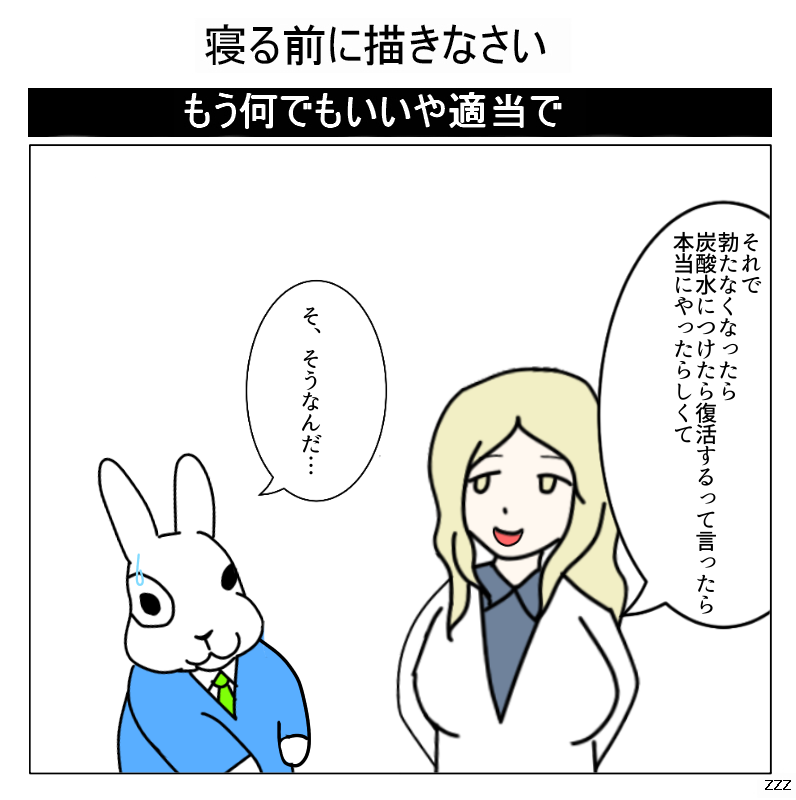 寝る前に描きなさい
もう何でもいいや適当で
それで
勃たなくなったら
炭酸水につけたら復活するって言ったら
本当にやったらしくて
そ、そうなんだ…
zzz